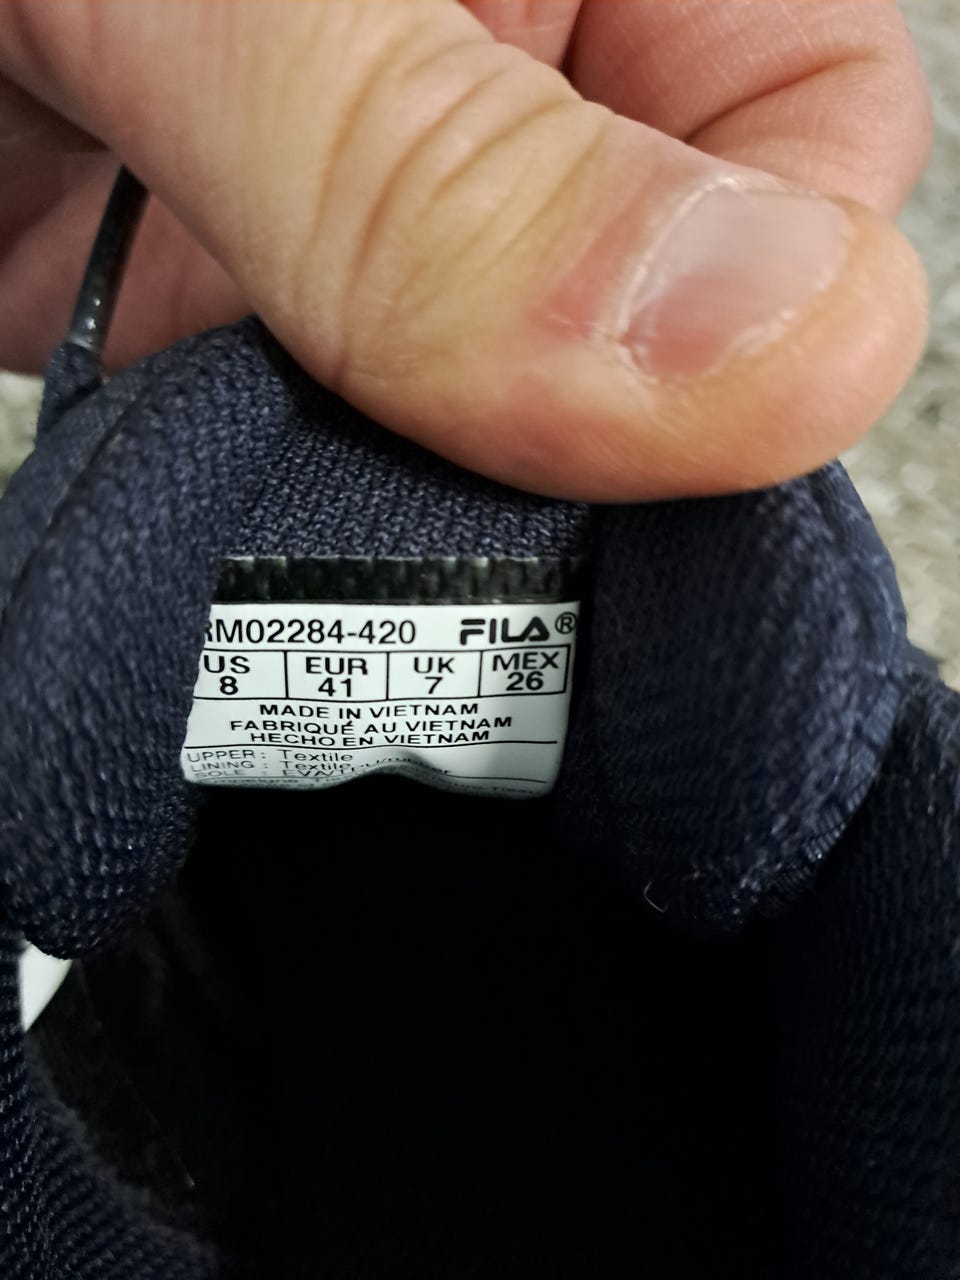 RM02284-420 FILA®
US EUR UK MEX
8 41 7 26
MADE IN VIETNAM
FABRIQUÉ AU VIETNAM
HECHO EN VIETNAM
UPPER: Textile
LINING: Textile
SOLE :